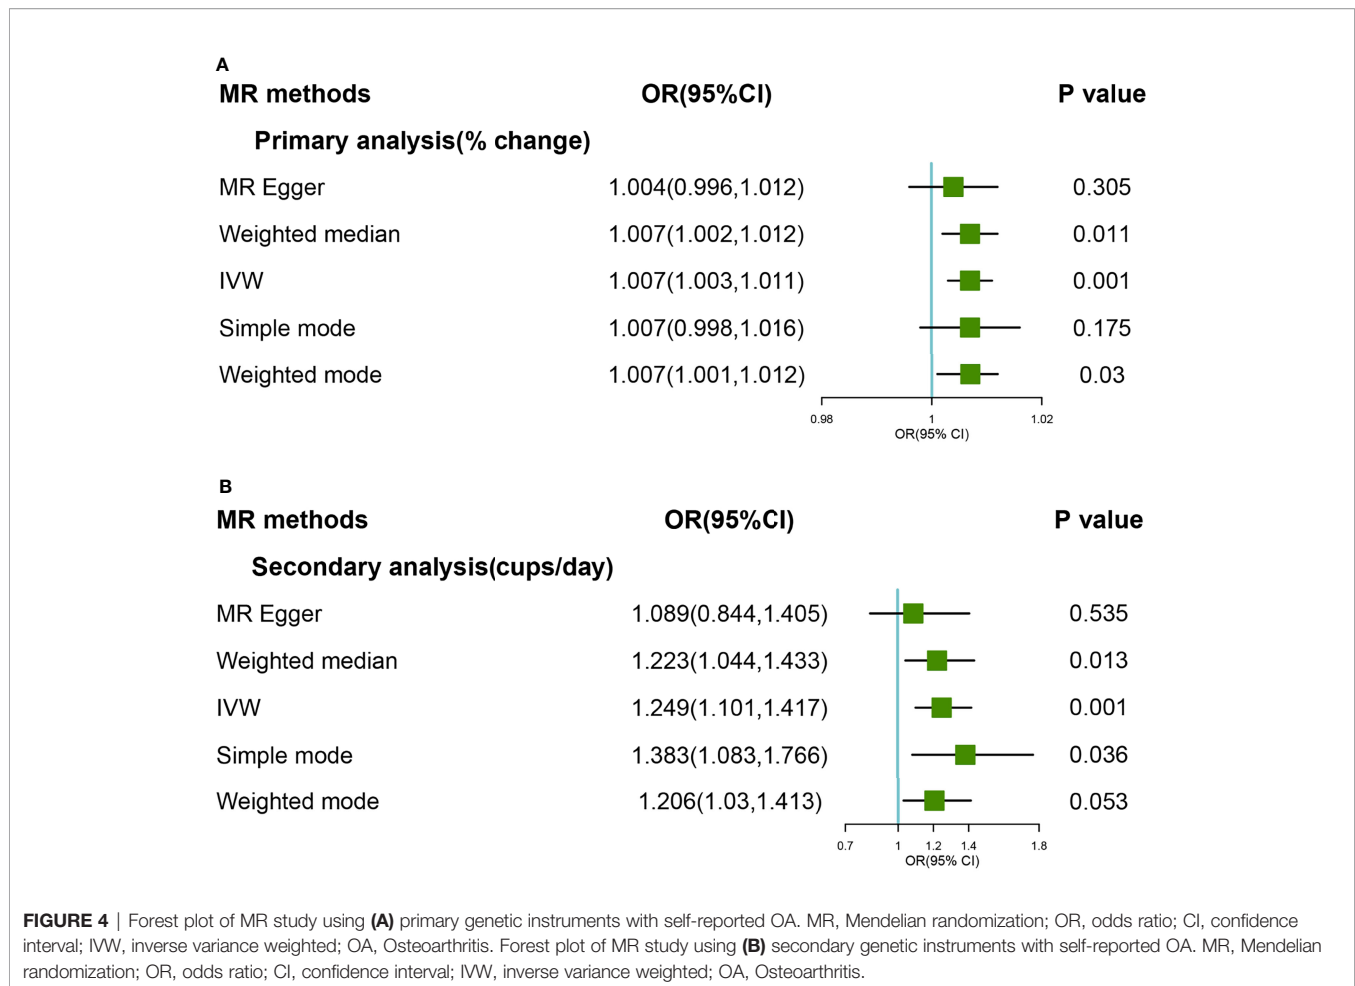 A
MR methods OR(95%CI) P value
Primary analysis(% change)
MR Egger 1.004(0.996,1.012) 0.305
Weighted median 1.007(1.002,1.012) 0.011
IVW 1.007(1.003,1.011) 0.001
Simple mode 1.007(0.998,1.016) 0.175
Weighted mode 1.007(1.001,1.012) 0.03
0.98 1 1.02
OR(95% CI)
B
MR methods OR(95%CI) P value
Secondary analysis(cups/day)
MR Egger 1.089(0.844,1.405) 0.535
Weighted median 1.223(1.044,1.433) 0.013
IVW 1.249(1.101,1.417) 0.001
Simple mode 1.383(1.083,1.766) 0.036
Weighted mode 1.206(1.03,1.413) 0.053
0.7 1 1.2 1.4 1.8
OR(95% CI)
FIGURE 4 | Forest plot of MR study using (A) primary genetic instruments with self-reported OA. MR, Mendelian randomization; OR, odds ratio; CI, confidence
interval; IVW, inverse variance weighted; OA, Osteoarthritis. Forest plot of MR study using (B) secondary genetic instruments with self-reported OA. MR, Mendelian
randomization; OR, odds ratio; CI, confidence interval; IVW, inverse variance weighted; OA, Osteoarthritis.